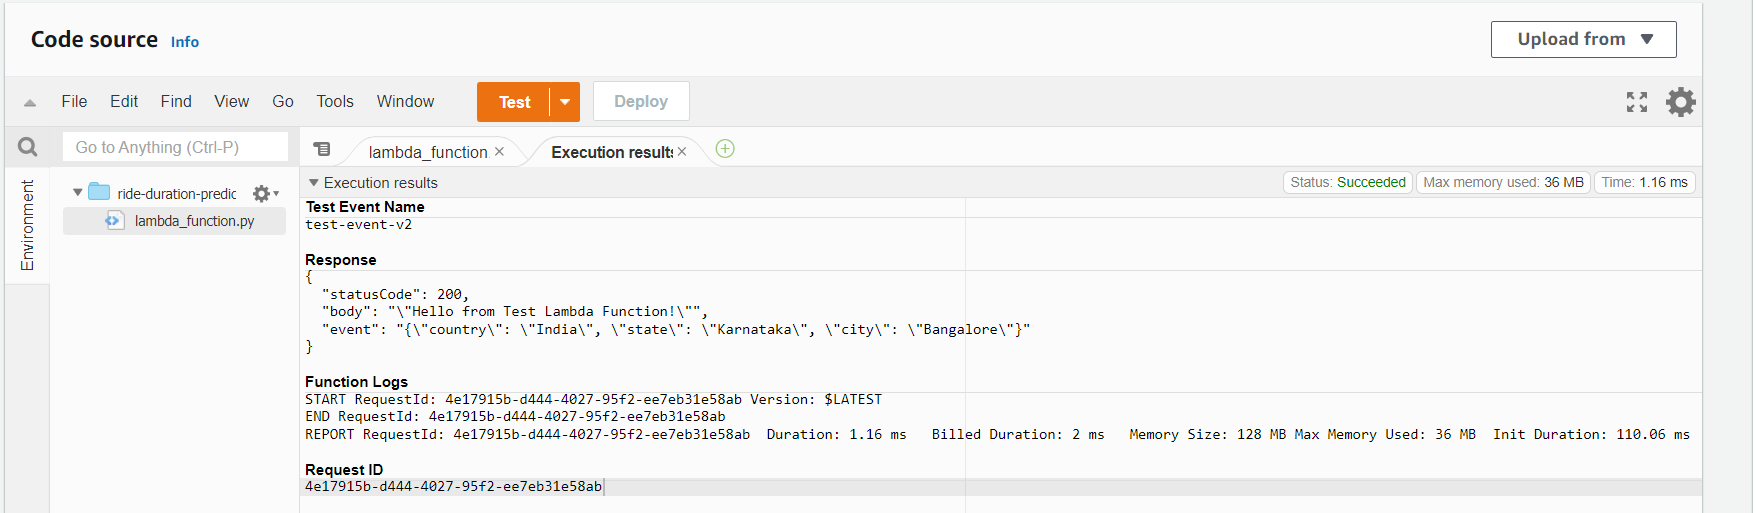 Code source Info
Upload from
File Edit Find View Go Tools Window Test Deploy
Go to Anything (Ctrl-P)
lambda_function Execution results
Environment
ride-duration-predic
lambda_function.py
Execution results Status: Succeeded Max memory used: 36 MB Time: 1.16 ms
Test Event Name
test-event-v2
Response
{
"statusCode": 200,
"body": "\"Hello from Test Lambda Function!\"",
"event": "{\"country\": \"India\", \"state\": \"Karnataka\", \"city\": \"Bangalore\"}"
}
Function Logs
START RequestId: 4e17915b-d444-4027-95f2-ee7eb31e58ab Version: $LATEST
END RequestId: 4e17915b-d444-4027-95f2-ee7eb31e58ab
REPORT RequestId: 4e17915b-d444-4027-95f2-ee7eb31e58ab Duration: 1.16 ms Billed Duration: 2 ms Memory Size: 128 MB Max Memory Used: 36 MB Init Duration: 110.06 ms
Request ID
4e17915b-d444-4027-95f2-ee7eb31e58ab